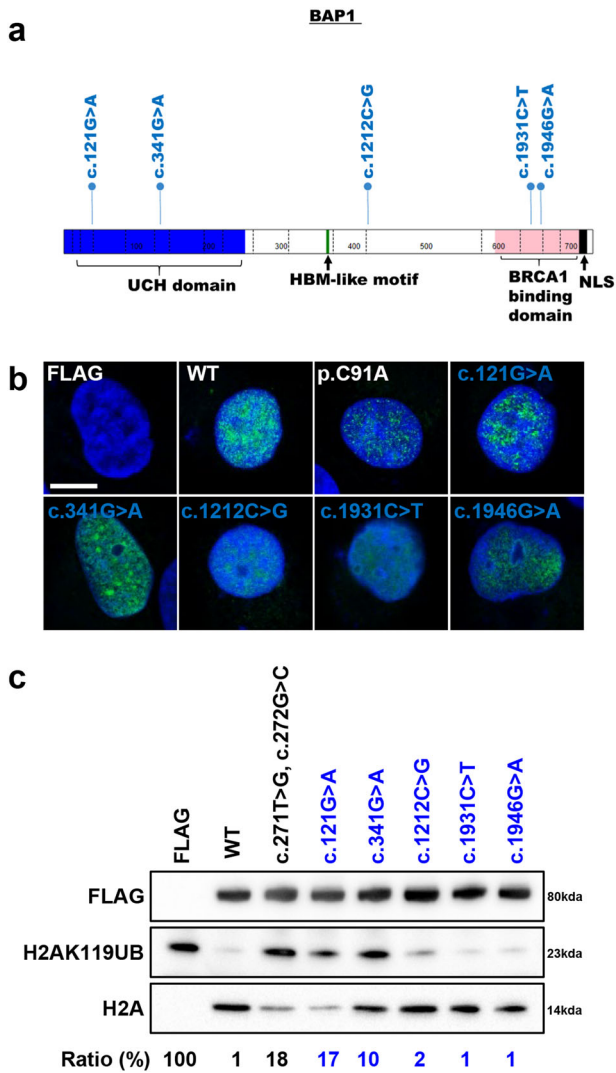 BAP1
a
c.121G>A
c.341G>A
c.1212C>G
c.1931C>T
c.1946G>A
100 200 300 400 500 600 700
UCH domain
HBM-like motif
BRCA1
binding
domain
NLS
b
FLAG WT p.C91A c.121G>A
c.341G>A c.1212C>G c.1931C>T c.1946G>A
c
FLAG
WT
c.271T>G, c.272G>C
c.121G>A
c.341G>A
c.1212C>G
c.1931C>T
c.1946G>A
FLAG 80kda
H2AK119UB 23kda
H2A 14kda
Ratio (%) 100 1 18 17 10 2 1 1